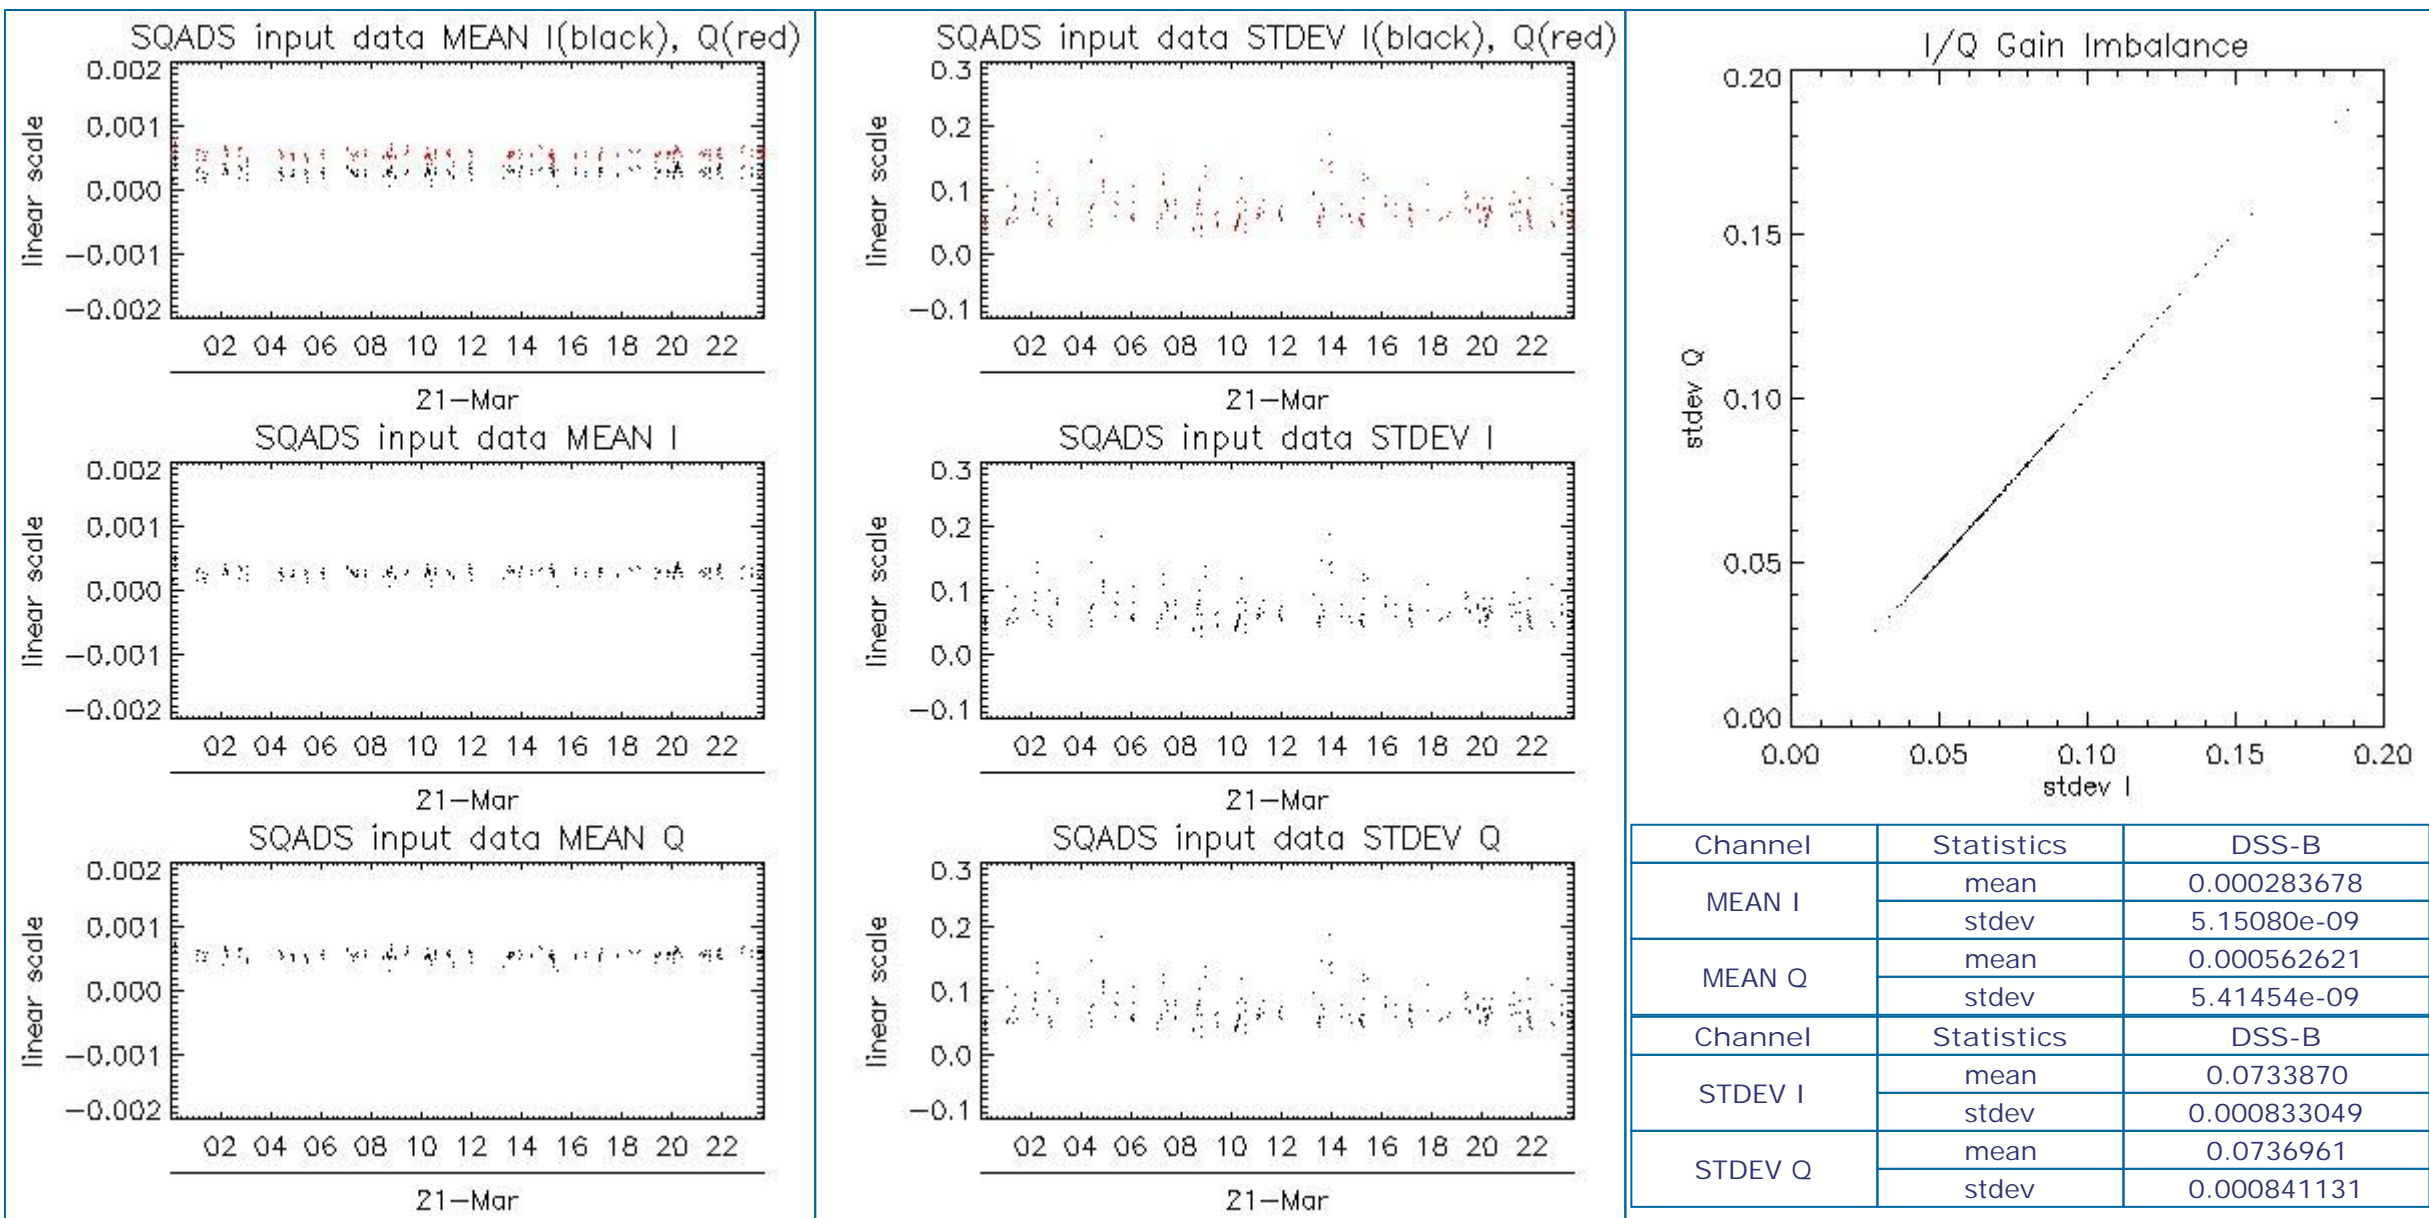 SQADS input data MEAN I(black), Q(red)
0.002
0.001
0.000
−0.001
−0.002
linear scale
02 04 06 08 10 12 14 16 18 20 22
21−Mar
SQADS input data MEAN I
0.002
0.001
0.000
−0.001
−0.002
linear scale
02 04 06 08 10 12 14 16 18 20 22
21−Mar
SQADS input data MEAN Q
0.002
0.001
0.000
−0.001
−0.002
linear scale
02 04 06 08 10 12 14 16 18 20 22
21−Mar
SQADS input data STDEV I(black), Q(red)
0.3
0.2
0.1
0.0
−0.1
linear scale
02 04 06 08 10 12 14 16 18 20 22
21−Mar
SQADS input data STDEV I
0.3
0.2
0.1
0.0
−0.1
linear scale
02 04 06 08 10 12 14 16 18 20 22
21−Mar
SQADS input data STDEV Q
0.3
0.2
0.1
0.0
−0.1
linear scale
02 04 06 08 10 12 14 16 18 20 22
21−Mar
I/Q Gain Imbalance
0.20
0.15
0.10
0.05
0.00
stdev Q
0.00 0.05 0.10 0.15 0.20
stdev I
Channel Statistics DSS-B
MEAN I mean 0.000283678
stdev 5.15080e-09
MEAN Q mean 0.000562621
stdev 5.41454e-09
Channel Statistics DSS-B
STDEV I mean 0.0733870
stdev 0.000833049
STDEV Q mean 0.0736961
stdev 0.000841131